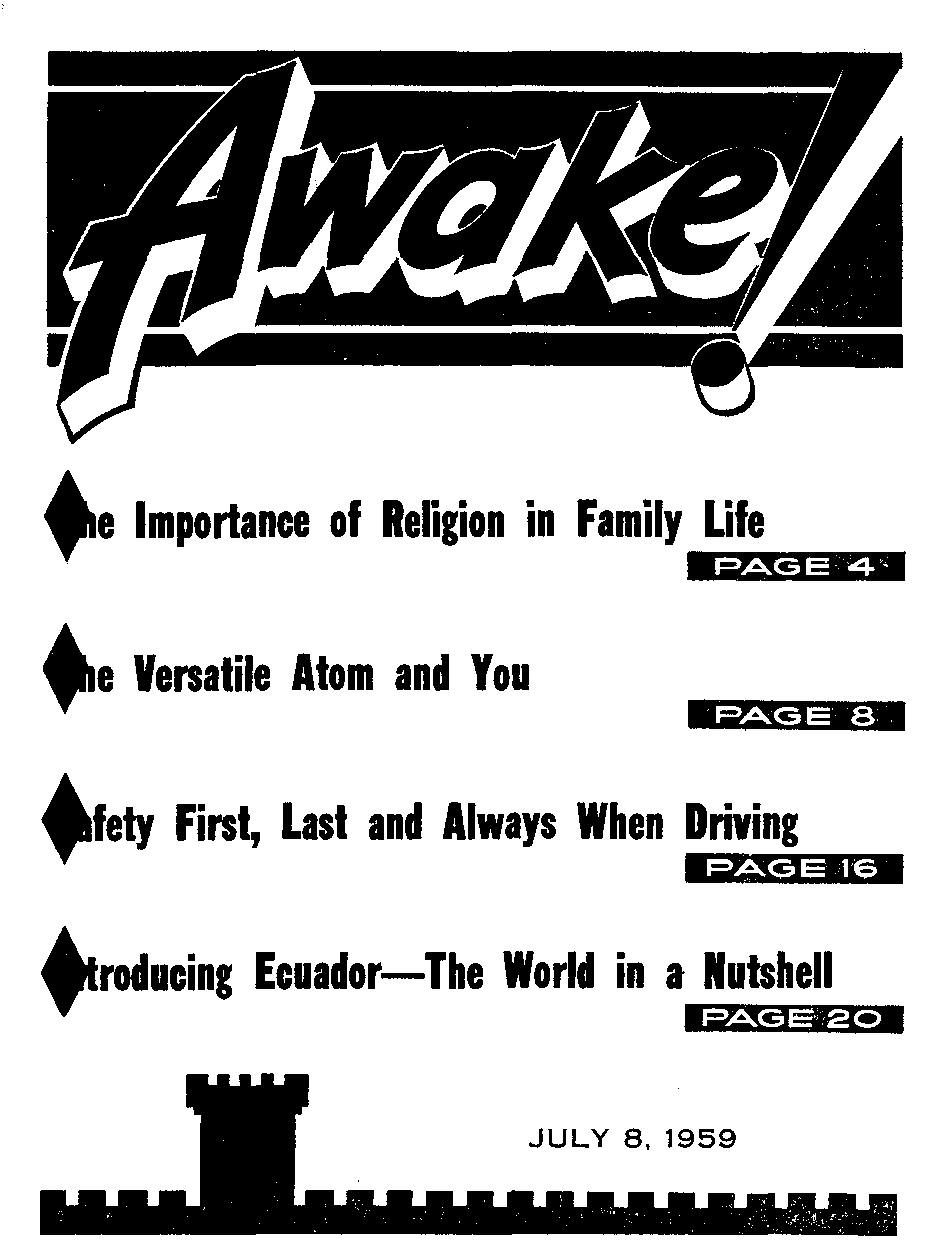 Awake!
he Importance of Religion in Family Life
PAGE 4
he Versatile Atom and You
PAGE 8
afety First, Last and Always When Driving
PAGE 16
troducing Ecuador—The World in a Nutshell
PAGE 20
JULY 8, 1959